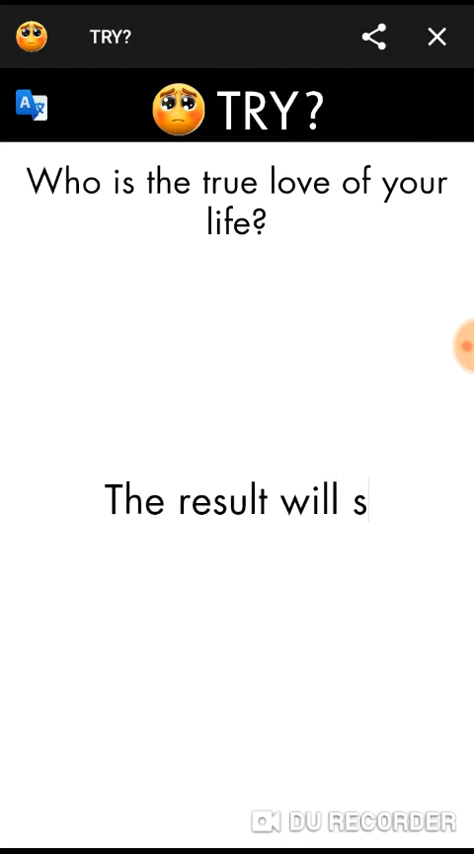 TRY?
TRY?
Who is the true love of your
life?
The result will s
DU RECORDER